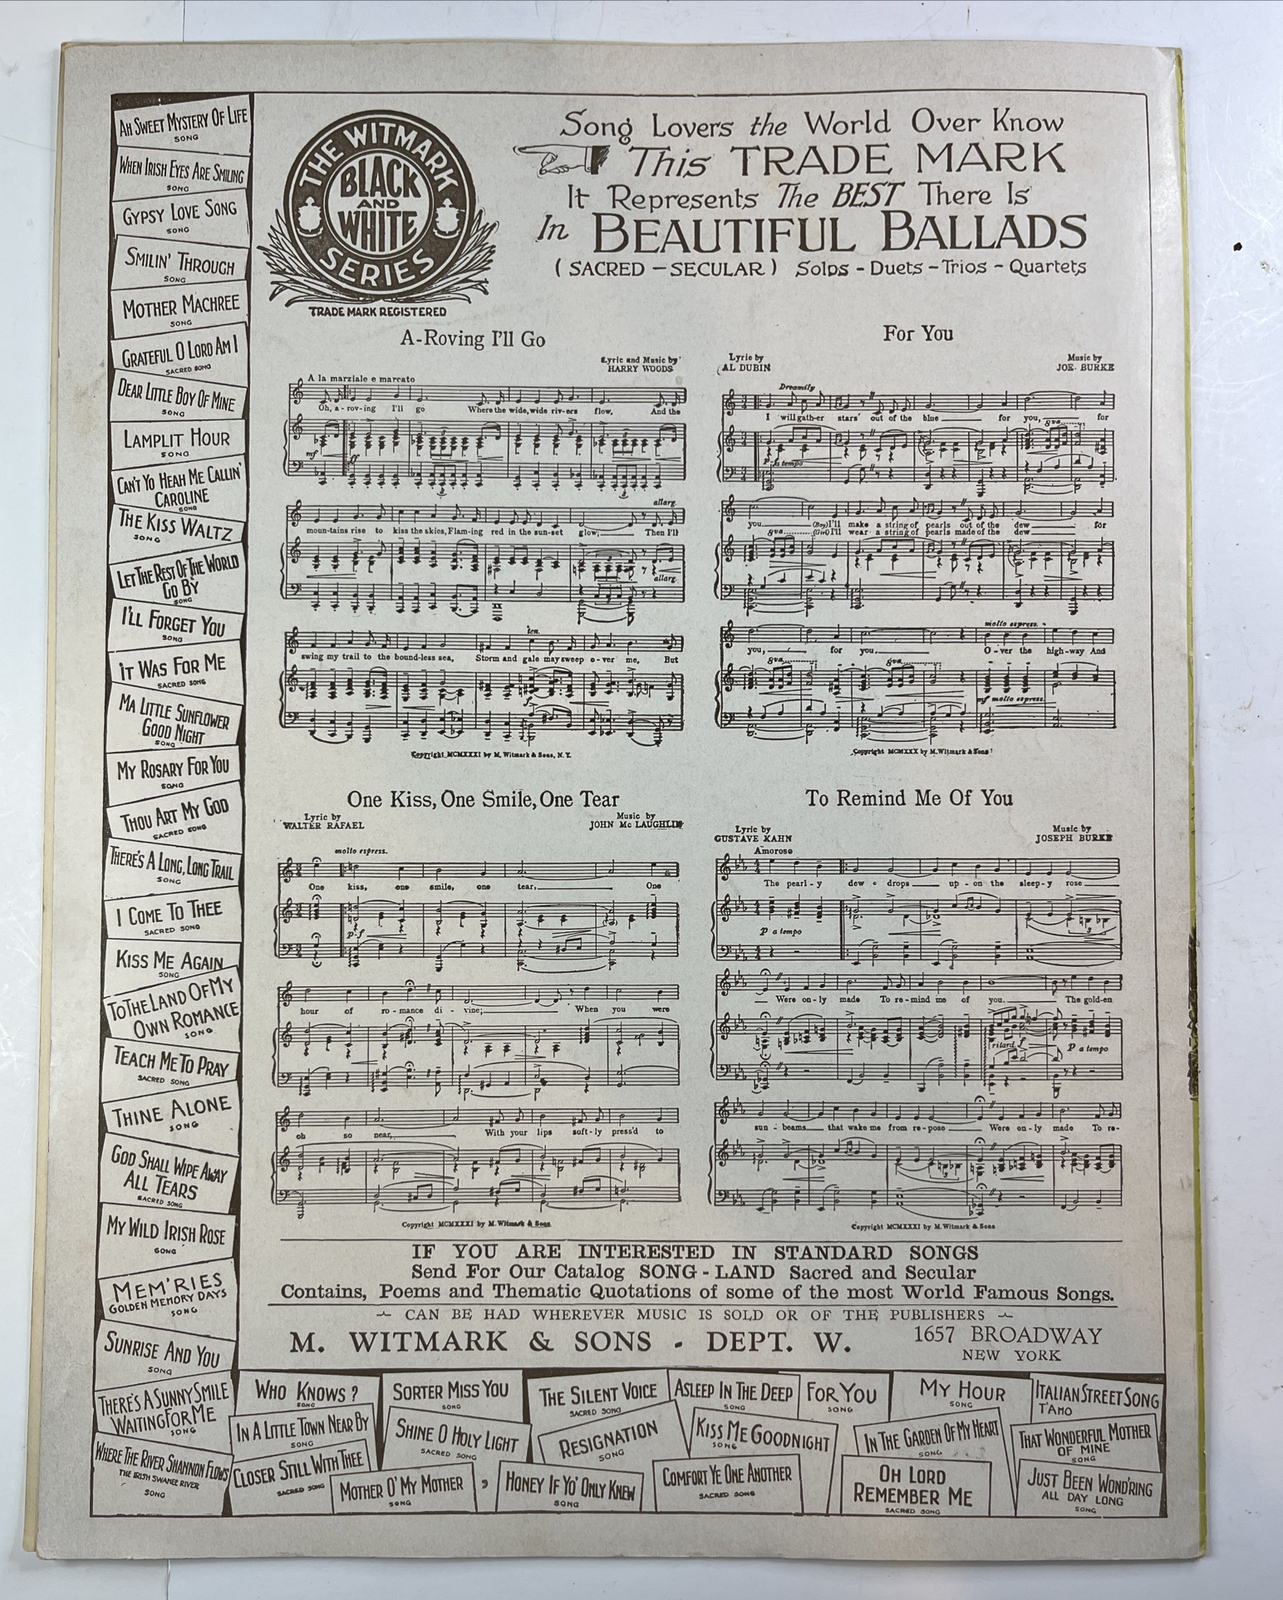 AH SWEET MYSTERY OF LIFE
SONG
WHEN IRISH EYES ARE SMILING
SONG
GYPSY LOVE SONG
SONG
SMILIN' THROUGH
SONG
MOTHER MACHREE
SONG
GRATEFUL O LORD AM I
SACRED SONG
DEAR LITTLE BOY OF MINE
SONG
LAMPLIT HOUR
SONG
CAN'T YO HEAH ME CALLIN'
CAROLINE
SONG
THE KISS WALTZ
SONG
LET THE REST OF THE WORLD
GO BY
SONG
I'LL FORGET YOU
SONG
IT WAS FOR ME
SACRED SONG
MA LITTLE SUNFLOWER
GOOD NIGHT
SONG
MY ROSARY FOR YOU
SONG
THOU ART MY GOD
SACRED SONG
THERE'S A LONG, LONG TRAIL
SONG
I COME TO THEE
SACRED SONG
KISS ME AGAIN
SONG
TO THE LAND OF MY
OWN ROMANCE
SONG
TEACH ME TO PRAY
SACRED SONG
THINE ALONE
SONG
GOD SHALL WIPE AWAY
ALL TEARS
SACRED SONG
MY WILD IRISH ROSE
SONG
MEM'RIES
GOLDEN MEMORY DAYS
SONG
SUNRISE AND YOU
SONG
THERE'S A SUNNY SMILE
WAITING FOR ME
SONG
WHERE THE RIVER SHANNON FLOWS
THE IRISH SWANEE RIVER
SONG
THE WITMARK
BLACK
AND
WHITE
SERIES
TRADE MARK REGISTERED
Song Lovers the World Over Know
This TRADE MARK
It Represents The BEST There Is
In BEAUTIFUL BALLADS
(SACRED - SECULAR) Solos - Duets - Trios - Quartets
A-Roving I'll Go
Lyric and Music by
HARRY WOODS
A la marziale e marcato
Oh, a-rov-ing I'll go Where the wide, wide riv-ers flow, And the
mf ff
allarg.
moun-tains rise to kiss the skies, Flam-ing red in the sun-set glow; Then I'll
allarg.
ten.
swing my trail to the bound-less sea, Storm and gale may sweep o-ver me, But
Copyright MCMXXXI by M. Witmark & Sons, N.Y.
For You
Lyric by
AL DUBIN
Music by
JOE. BURKE
Dreamily
I will gath-er stars out of the blue for you, for
8va
p a tempo
you (Boy) I'll make a string of pearls out of the dew for
(Girl) I'll wear a string of pearls made of the dew
8va
molto espress.
you, for you O-ver the high-way And
8va 8va
mf molto espress.
Copyright MCMXXX by M. Witmark & Sons
One Kiss, One Smile, One Tear
Lyric by
WALTER RAFAEL
Music by
JOHN Mc LAUGHLIN
molto espress.
One kiss, one smile, one tear, One
p-f
hour of ro-mance di-vine; When you were
oh so near, With your lips soft-ly press'd to
Copyright MCMXXXI by M. Witmark & Sons
To Remind Me Of You
Lyric by
GUSTAVE KAHN
Music by
JOSEPH BURKE
Amoroso
The pearl-y dew-drops up-on the sleep-y rose
p a tempo
Were on-ly made To re-mind me of you. The gold-en
ritard. p a tempo
sun-beams that wake me from re-pose Were on-ly made To re-
Copyright MCMXXXI by M. Witmark & Sons
IF YOU ARE INTERESTED IN STANDARD SONGS
Send For Our Catalog SONG-LAND Sacred and Secular
Contains, Poems and Thematic Quotations of some of the most World Famous Songs.
CAN BE HAD WHEREVER MUSIC IS SOLD OR OF THE PUBLISHERS
M. WITMARK & SONS - DEPT. W. 1657 BROADWAY
NEW YORK
WHO KNOWS?
SONG
SORTER MISS YOU
SONG
THE SILENT VOICE
SACRED SONG
ASLEEP IN THE DEEP
SONG
FOR YOU
SONG
MY HOUR
SONG
ITALIAN STREET SONG
T'AMO
IN A LITTLE TOWN NEAR BY
SONG
SHINE O HOLY LIGHT
SACRED SONG
RESIGNATION
SONG
KISS ME GOODNIGHT
SONG
IN THE GARDEN OF MY HEART
SONG
THAT WONDERFUL MOTHER
OF MINE
SONG
CLOSER STILL WITH THEE
SACRED SONG
MOTHER O' MY MOTHER
SONG
HONEY IF YO' ONLY KNEW
SONG
COMFORT YE ONE ANOTHER
SACRED SONG
OH LORD
REMEMBER ME
SACRED SONG
JUST BEEN WOND'RING
ALL DAY LONG
SONG